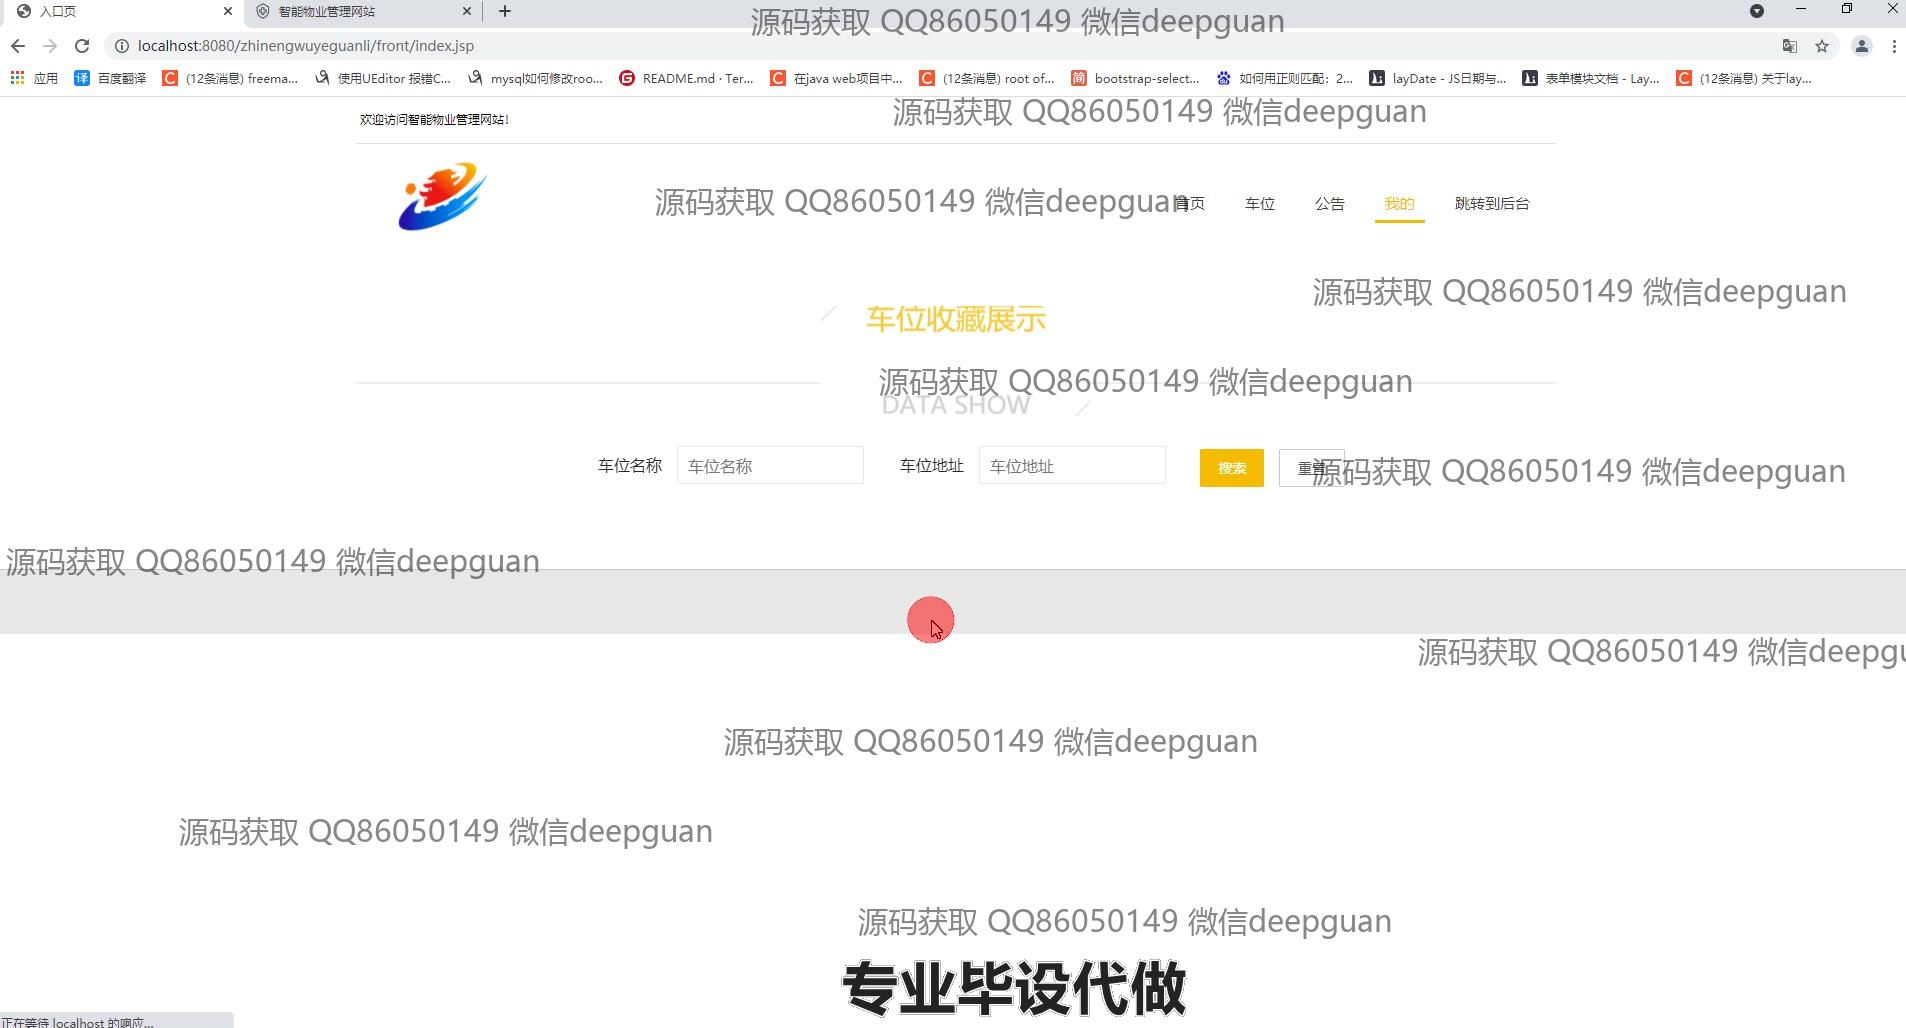 入口页
智能物业管理网站
源码获取 QQ86050149 微信deepguan
localhost:8080/zhinengwuyeguanli/front/index.jsp
应用
百度翻译
(12条消息) freema...
使用UEditor 报错C...
mysql如何修改roo...
README.md · Ter...
在java web项目中...
(12条消息) root of...
bootstrap-select...
如何用正则匹配：2...
layDate - JS日期与...
表单模块文档 - Lay...
(12条消息) 关于lay...
欢迎访问智能物业管理网站!
源码获取 QQ86050149 微信deepguan
源码获取 QQ86050149 微信deepguan
首页
车位
公告
我的
跳转到后台
源码获取 QQ86050149 微信deepguan
车位收藏展示
源码获取 QQ86050149 微信deepguan
DATA SHOW
车位名称
车位名称
车位地址
车位地址
搜索
重置
源码获取 QQ86050149 微信deepguan
源码获取 QQ86050149 微信deepguan
源码获取 QQ86050149 微信deepgu
源码获取 QQ86050149 微信deepguan
源码获取 QQ86050149 微信deepguan
源码获取 QQ86050149 微信deepguan
专业毕设代做
正在等待 localhost 的响应...